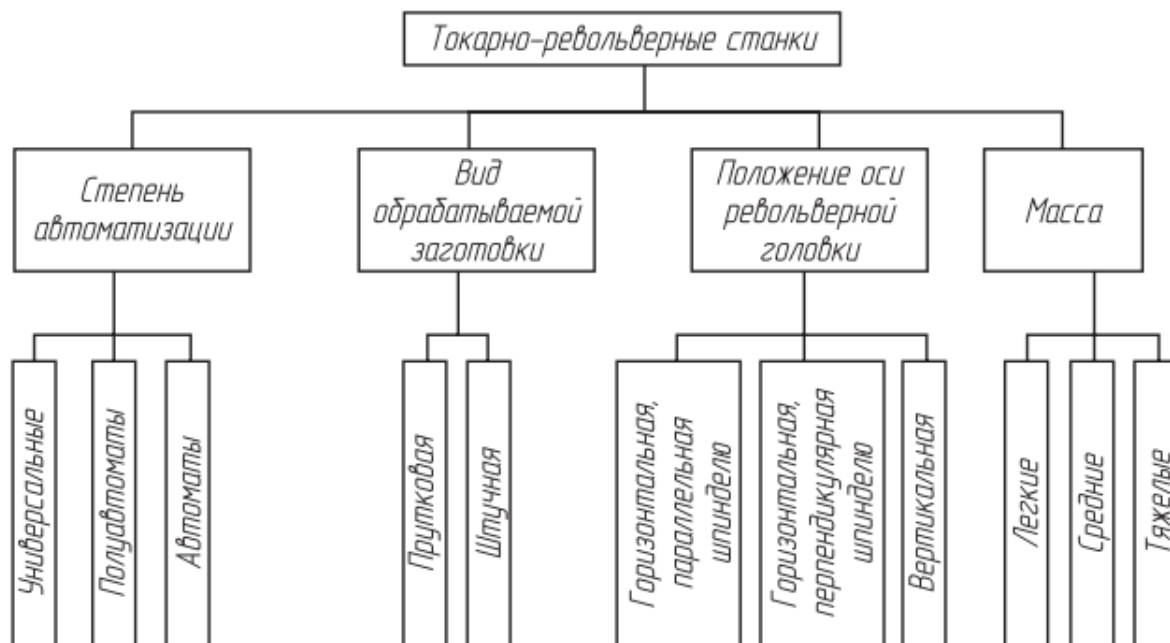 Токарно-револьверные станки
Степень
автоматизации
Вид
обрабатываемой
заготовки
Положение оси
револьверной
головки
Масса
Универсальные
Полуавтоматы
Автоматы
Прутковая
Штучная
Горизонтальная,
параллельная
шпинделю
Горизонтальная,
перпендикулярная
шпинделю
Вертикальная
Легкие
Средние
Тяжелые